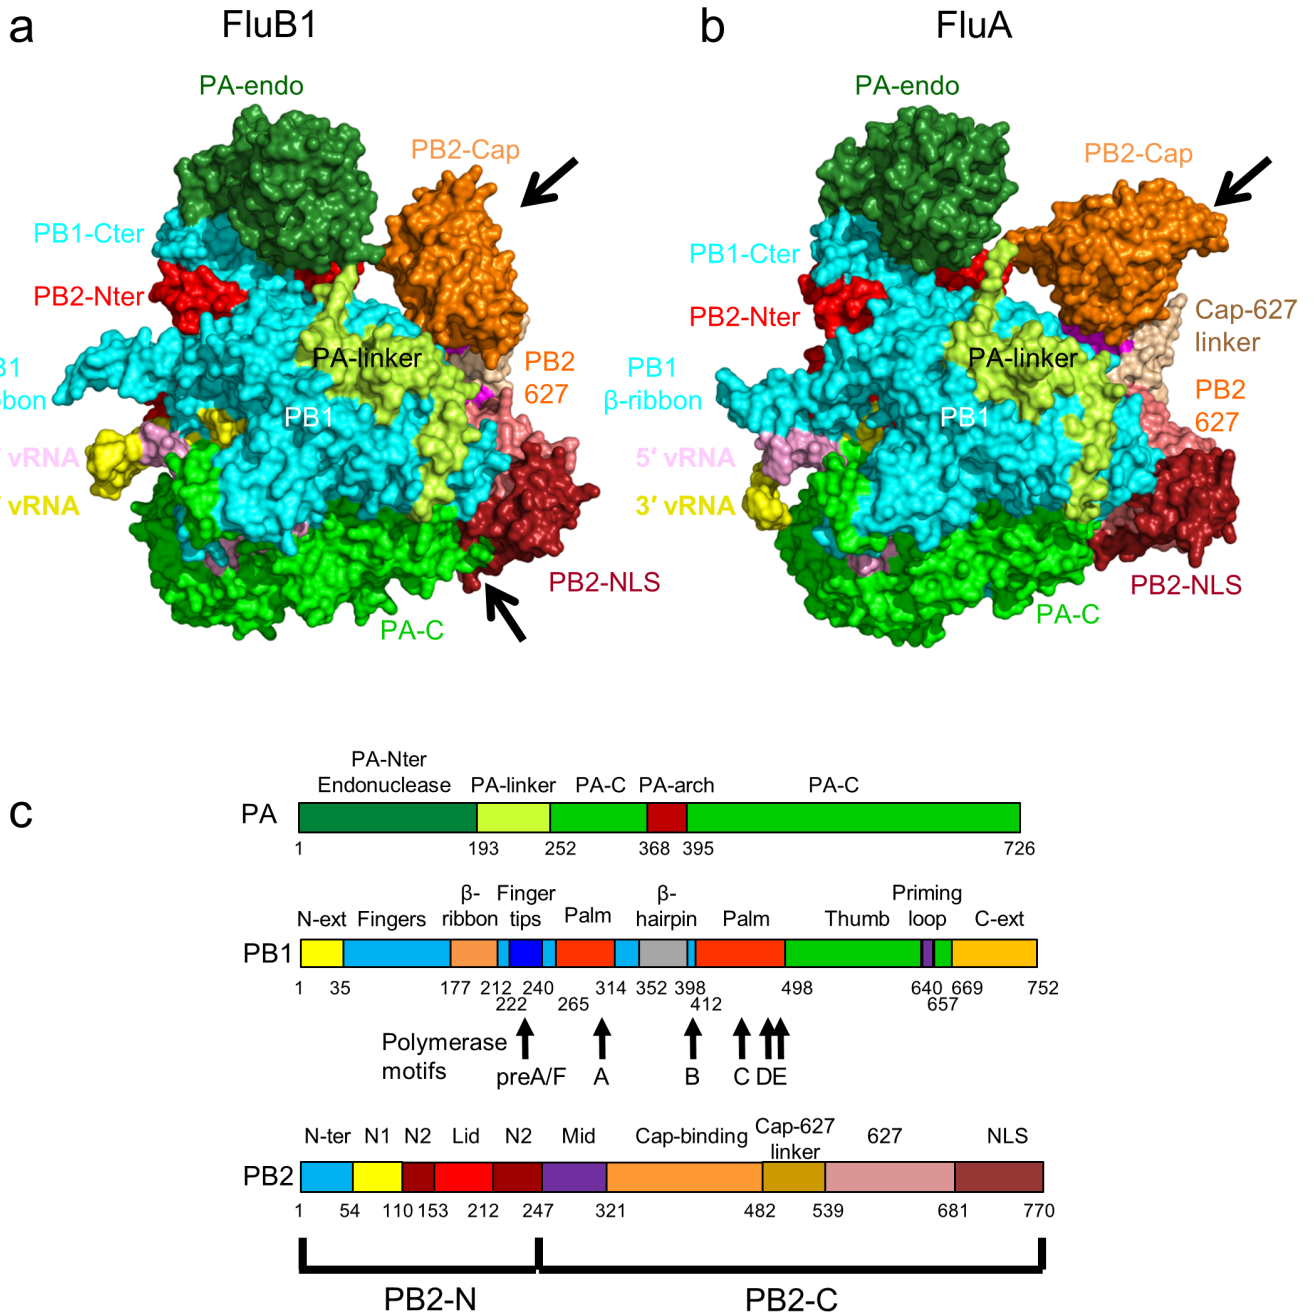 a
FluB1
PA-endo
PB2-Cap
PB1-Cter
PB2-Nter
PA-linker
PB2
627
B1
bon
PB1
′ vRNA
′ vRNA
PB2-NLS
PA-C
b
FluA
PA-endo
PB2-Cap
PB1-Cter
PB2-Nter
Cap-627
linker
PA-linker
PB1
β-ribbon
PB2
627
PB1
5′ vRNA
3′ vRNA
PB2-NLS
PA-C
c
PA-Nter
Endonuclease PA-linker PA-C PA-arch PA-C
PA
1 193 252 368 395 726
β- Finger β- Priming
N-ext Fingers ribbon tips Palm hairpin Palm Thumb loop C-ext
PB1
1 35 177 212 240 314 352 398 498 640 669 752
222 265 412 657
Polymerase
motifs
preA/F A B C D E
N-ter N1 N2 Lid N2 Mid Cap-binding Cap-627 627 NLS
linker
PB2
1 54 110 153 212 247 321 482 539 681 770
PB2-N PB2-C